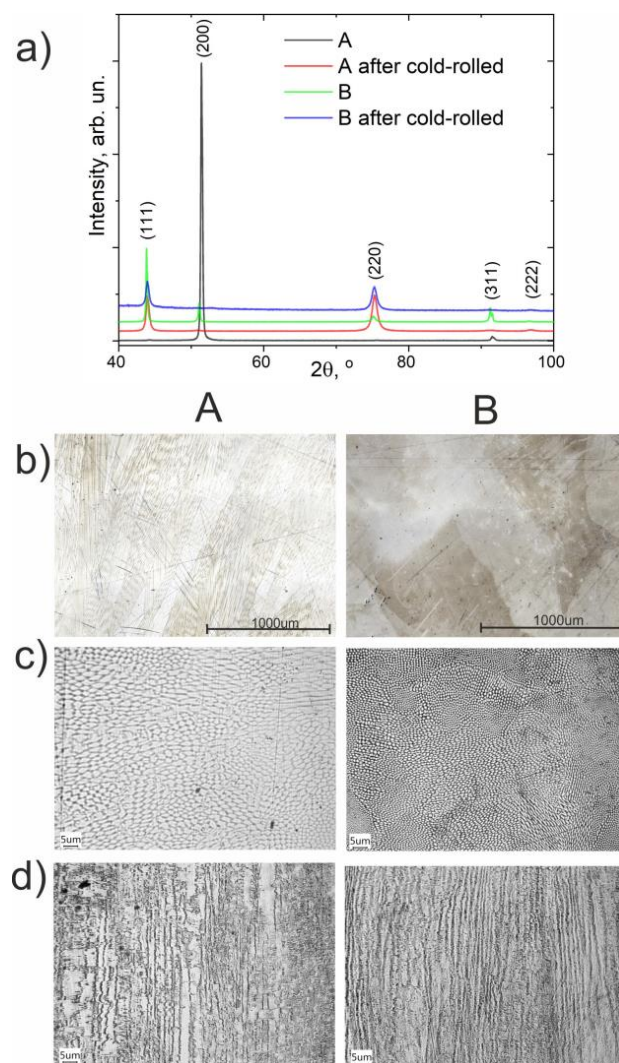 a)
Intensity, arb. un.
(111)
(200)
(220)
(311)
(222)
A
A after cold-rolled
B
B after cold-rolled
40 60 80 100
2θ, °
A B
b)
1000um 1000um
c)
5um 5um
d)
5um 5um